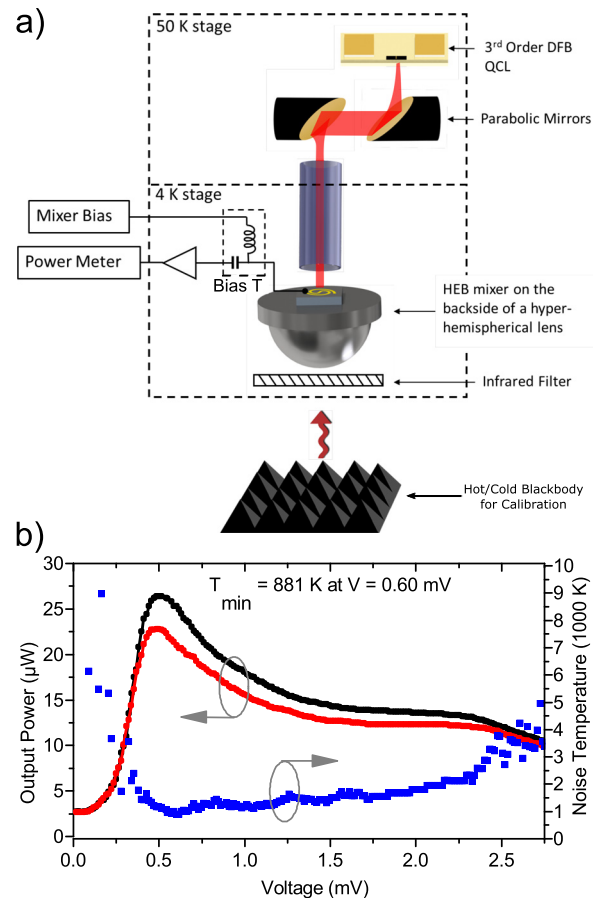 a)
50 K stage
3rd Order DFB
QCL
Parabolic Mirrors
4 K stage
Mixer Bias
Power Meter
Bias T
HEB mixer on the
backside of a hyper-
hemispherical lens
Infrared Filter
Hot/Cold Blackbody
for Calibration
b)
T min = 881 K at V = 0.60 mV
Output Power (µW)
30
25
20
15
10
5
0
Noise Temperature (1000 K)
10
9
8
7
6
5
4
3
2
1
0
0.0 0.5 1.0 1.5 2.0 2.5
Voltage (mV)